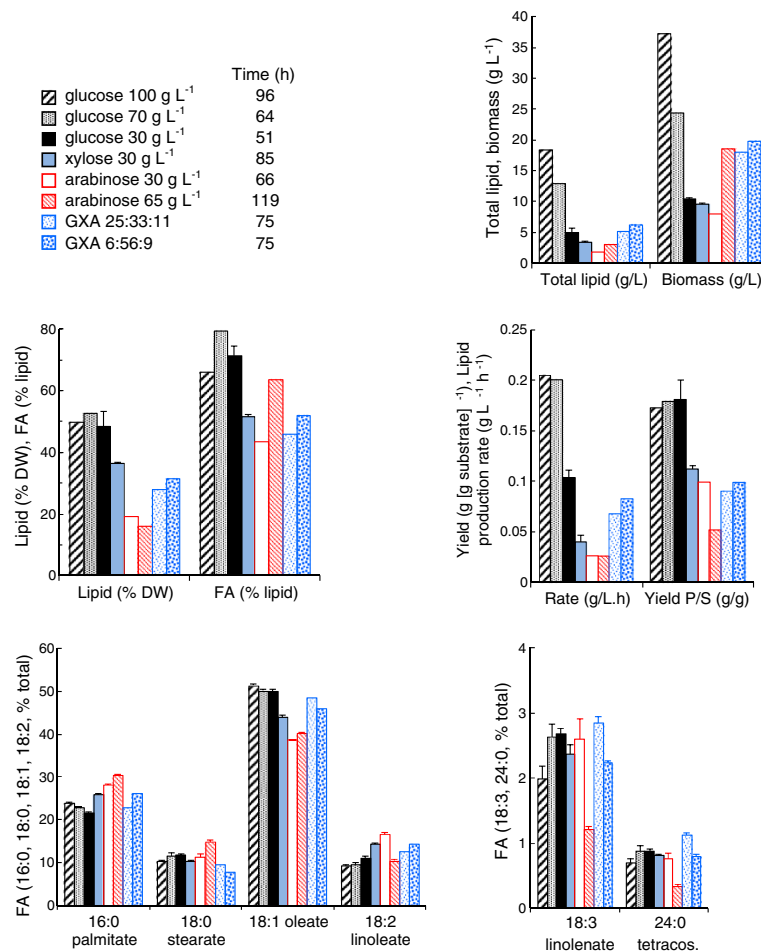 Time (h)
glucose 100 g L⁻¹ 96
glucose 70 g L⁻¹ 64
glucose 30 g L⁻¹ 51
xylose 30 g L⁻¹ 85
arabinose 30 g L⁻¹ 66
arabinose 65 g L⁻¹ 119
GXA 25:33:11 75
GXA 6:56:9 75
Total lipid, biomass (g L⁻¹)
40
35
30
25
20
15
10
5
0
Total lipid (g/L) Biomass (g/L)
Lipid (% DW), FA (% lipid)
80
60
40
20
0
Lipid (% DW) FA (% lipid)
Yield (g [g substrate] ⁻¹), Lipid
production rate (g L ⁻¹ h⁻¹)
0.25
0.2
0.15
0.1
0.05
0
Rate (g/L.h) Yield P/S (g/g)
FA (16:0, 18:0, 18:1, 18:2, % total)
60
50
40
30
20
10
0
16:0 18:0 18:1 oleate 18:2
palmitate stearate linoleate
FA (18:3, 24:0, % total)
4
3
2
1
0
18:3 24:0
linolenate tetracos.